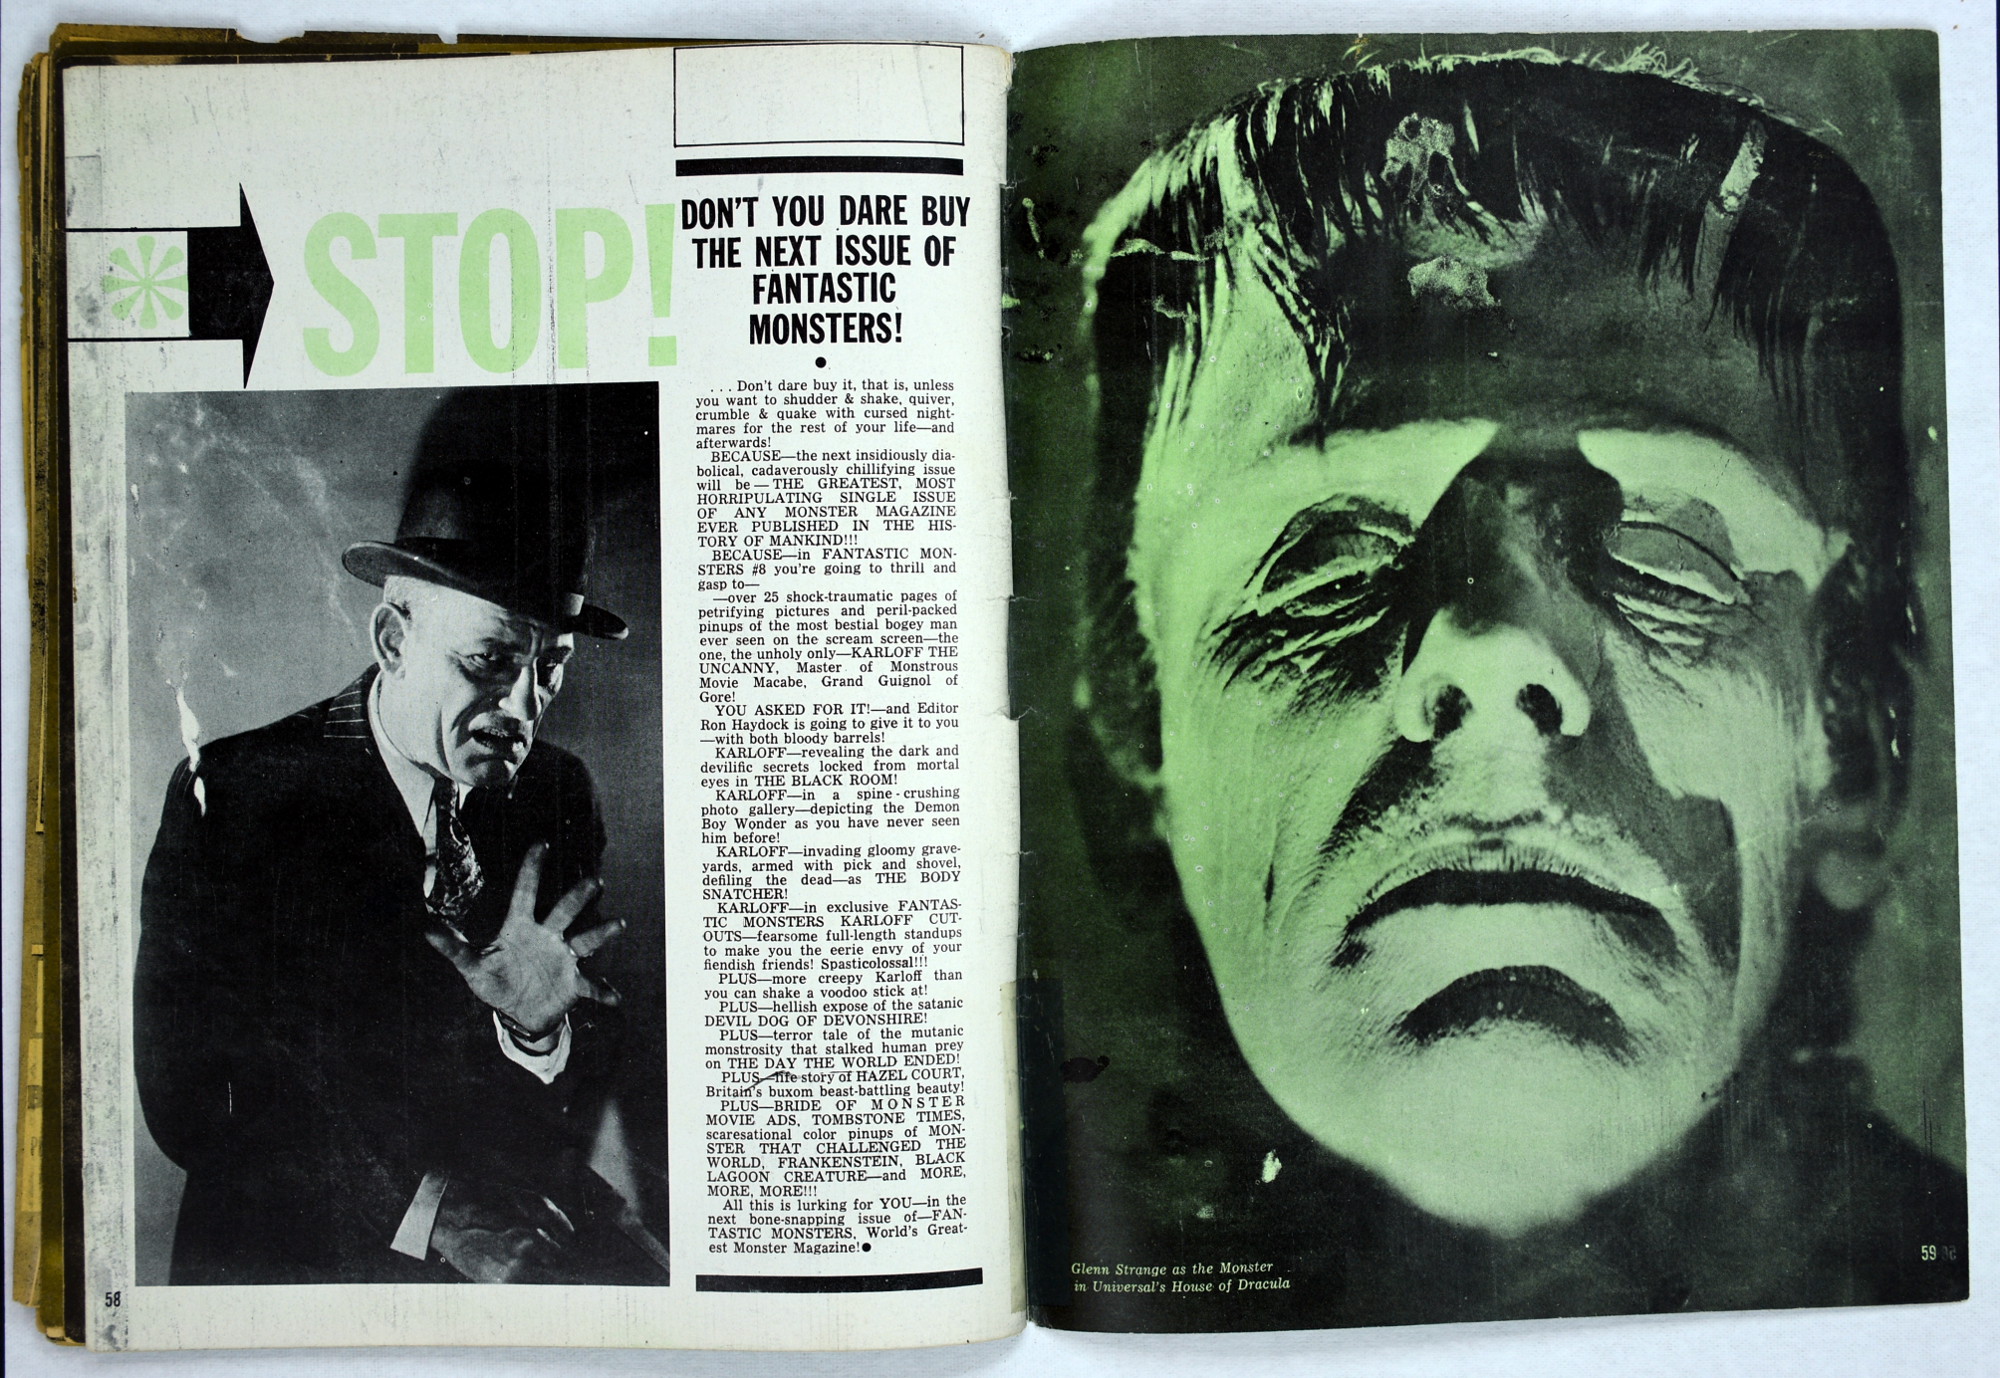 STOP!
DON'T YOU DARE BUY
THE NEXT ISSUE OF
FANTASTIC
MONSTERS!
. . . Don't dare buy it, that is, unless
you want to shudder & shake, quiver,
crumble & quake with cursed night-
mares for the rest of your life—and
afterwards!
BECAUSE—the next insidiously dia-
bolical, cadaverously chillifying issue
will be — THE GREATEST, MOST
HORRIPULATING SINGLE ISSUE
OF ANY MONSTER MAGAZINE
EVER PUBLISHED IN THE HIS-
TORY OF MANKIND!!!
BECAUSE—in FANTASTIC MON-
STERS #8 you're going to thrill and
gasp to—
—over 25 shock-traumatic pages of
petrifying pictures and peril-packed
pinups of the most bestial bogey man
ever seen on the scream screen—the
one, the unholy only—KARLOFF THE
UNCANNY, Master of Monstrous
Movie Macabe, Grand Guignol of
Gore!
YOU ASKED FOR IT!—and Editor
Ron Haydock is going to give it to you
—with both bloody barrels!
KARLOFF—revealing the dark and
devilific secrets locked from mortal
eyes in THE BLACK ROOM!
KARLOFF—in a spine - crushing
photo gallery—depicting the Demon
Boy Wonder as you have never seen
him before!
KARLOFF—invading gloomy grave-
yards, armed with pick and shovel,
defiling the dead—as THE BODY
SNATCHER!
KARLOFF—in exclusive FANTAS-
TIC MONSTERS KARLOFF CUT-
OUTS—fearsome full-length standups
to make you the eerie envy of your
fiendish friends! Spasticolossal!!!
PLUS—more creepy Karloff than
you can shake a voodoo stick at!
PLUS—hellish expose of the satanic
DEVIL DOG OF DEVONSHIRE!
PLUS—terror tale of the mutanic
monstrosity that stalked human prey
on THE DAY THE WORLD ENDED!
PLUS—life story of HAZEL COURT,
Britain's buxom beast-battling beauty!
PLUS—BRIDE OF MONSTER
MOVIE ADS, TOMBSTONE TIMES,
scaresational color pinups of MON-
STER THAT CHALLENGED THE
WORLD, FRANKENSTEIN, BLACK
LAGOON CREATURE—and MORE,
MORE, MORE!!!
All this is lurking for YOU—in the
next bone-snapping issue of—FAN-
TASTIC MONSTERS, World's Great-
est Monster Magazine!●
58
Glenn Strange as the Monster
in Universal's House of Dracula
59